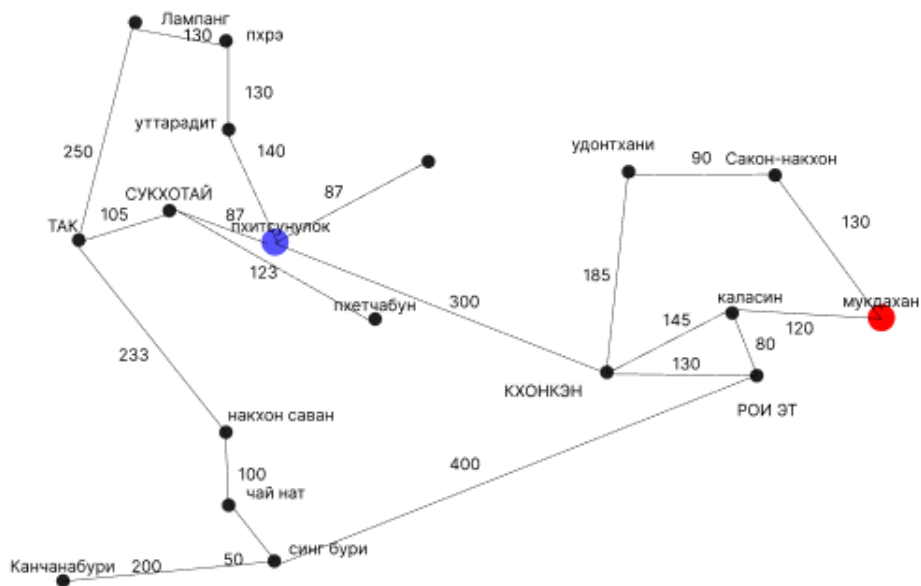 Лампанг
130
пхрэ
130
уттарадит
140
250
87
удонтхани
90
Сакон-накхон
СУКХОТАЙ
105
ТАК
87
пхитсунулок
130
123
185
300
пхетчабун
каласин
мукдахан
145
120
80
130
КХОНКЭН
РОИ ЭТ
233
накхон саван
400
100
чай нат
синг бури
50
200
Канчанабури